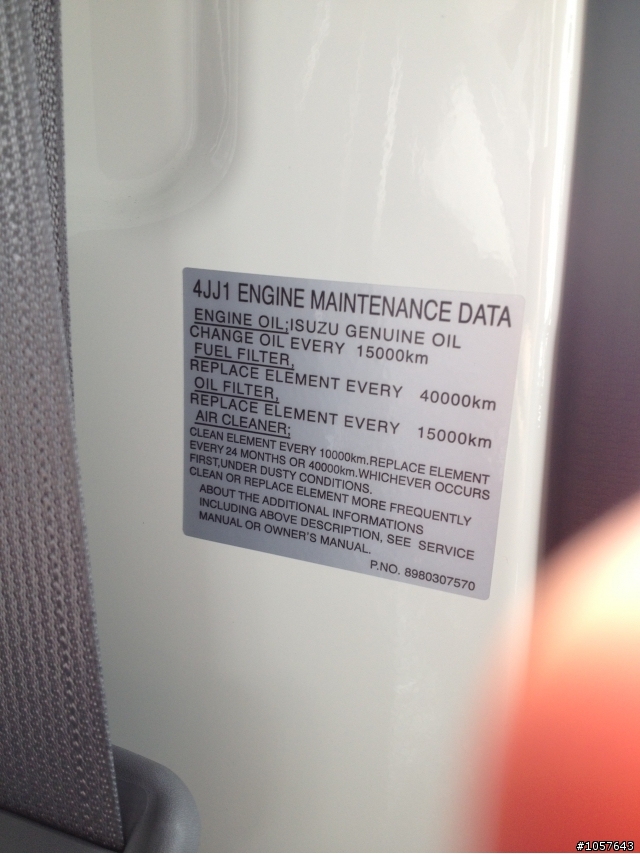 4JJ1 ENGINE MAINTENANCE DATA
ENGINE OIL;ISUZU GENUINE OIL
CHANGE OIL EVERY 15000km
FUEL FILTER,
REPLACE ELEMENT EVERY 40000km
OIL FILTER,
REPLACE ELEMENT EVERY 15000km
AIR CLEANER;
CLEAN ELEMENT EVERY 10000km.REPLACE ELEMENT
EVERY 24 MONTHS OR 40000km.WHICHEVER OCCURS
FIRST,UNDER DUSTY CONDITIONS.
CLEAN OR REPLACE ELEMENT MORE FREQUENTLY
ABOUT THE ADDITIONAL INFORMATIONS
INCLUDING ABOVE DESCRIPTION, SEE SERVICE
MANUAL OR OWNER'S MANUAL.
P.NO. 8980307570
#1057643